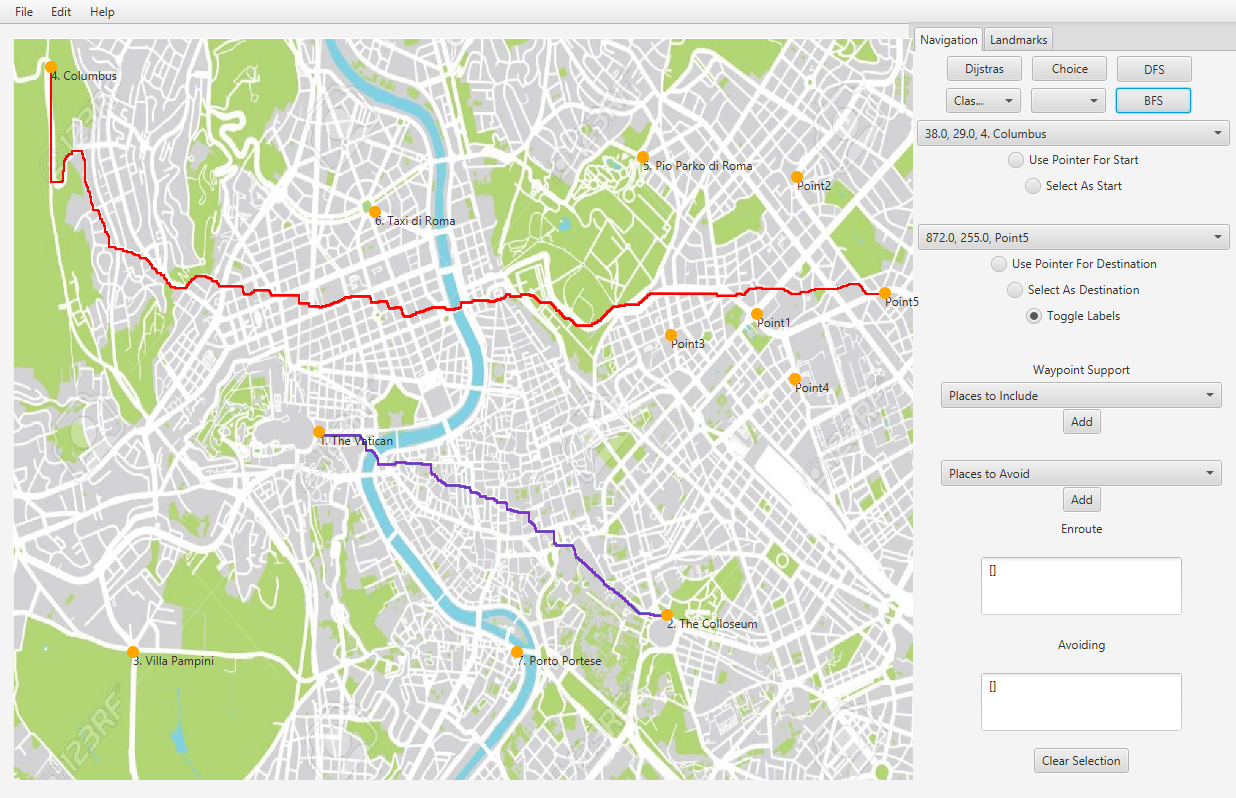 File Edit Help
Navigation Landmarks
Dijstras Choice DFS
Clas... BFS
38.0, 29.0, 4. Columbus
Use Pointer For Start
Select As Start
872.0, 255.0, Point5
Use Pointer For Destination
Select As Destination
Toggle Labels
Waypoint Support
Places to Include
Add
Places to Avoid
Add
Enroute
[]
Avoiding
[]
Clear Selection
4. Columbus
5. Pio Parko di Roma
Point2
6. Taxi di Roma
Point5
Point1
Point3
Point4
1. The Vatican
2. The Colloseum
3. Villa Pampini
7. Porto Portese
123RF
123RF